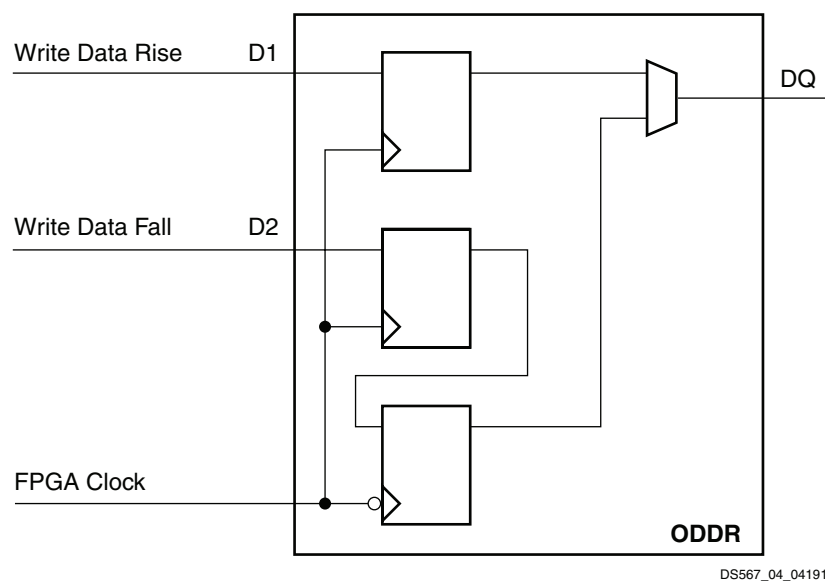 Write Data Rise D1
DQ
Write Data Fall D2
FPGA Clock
ODDR
DS567_04_04191